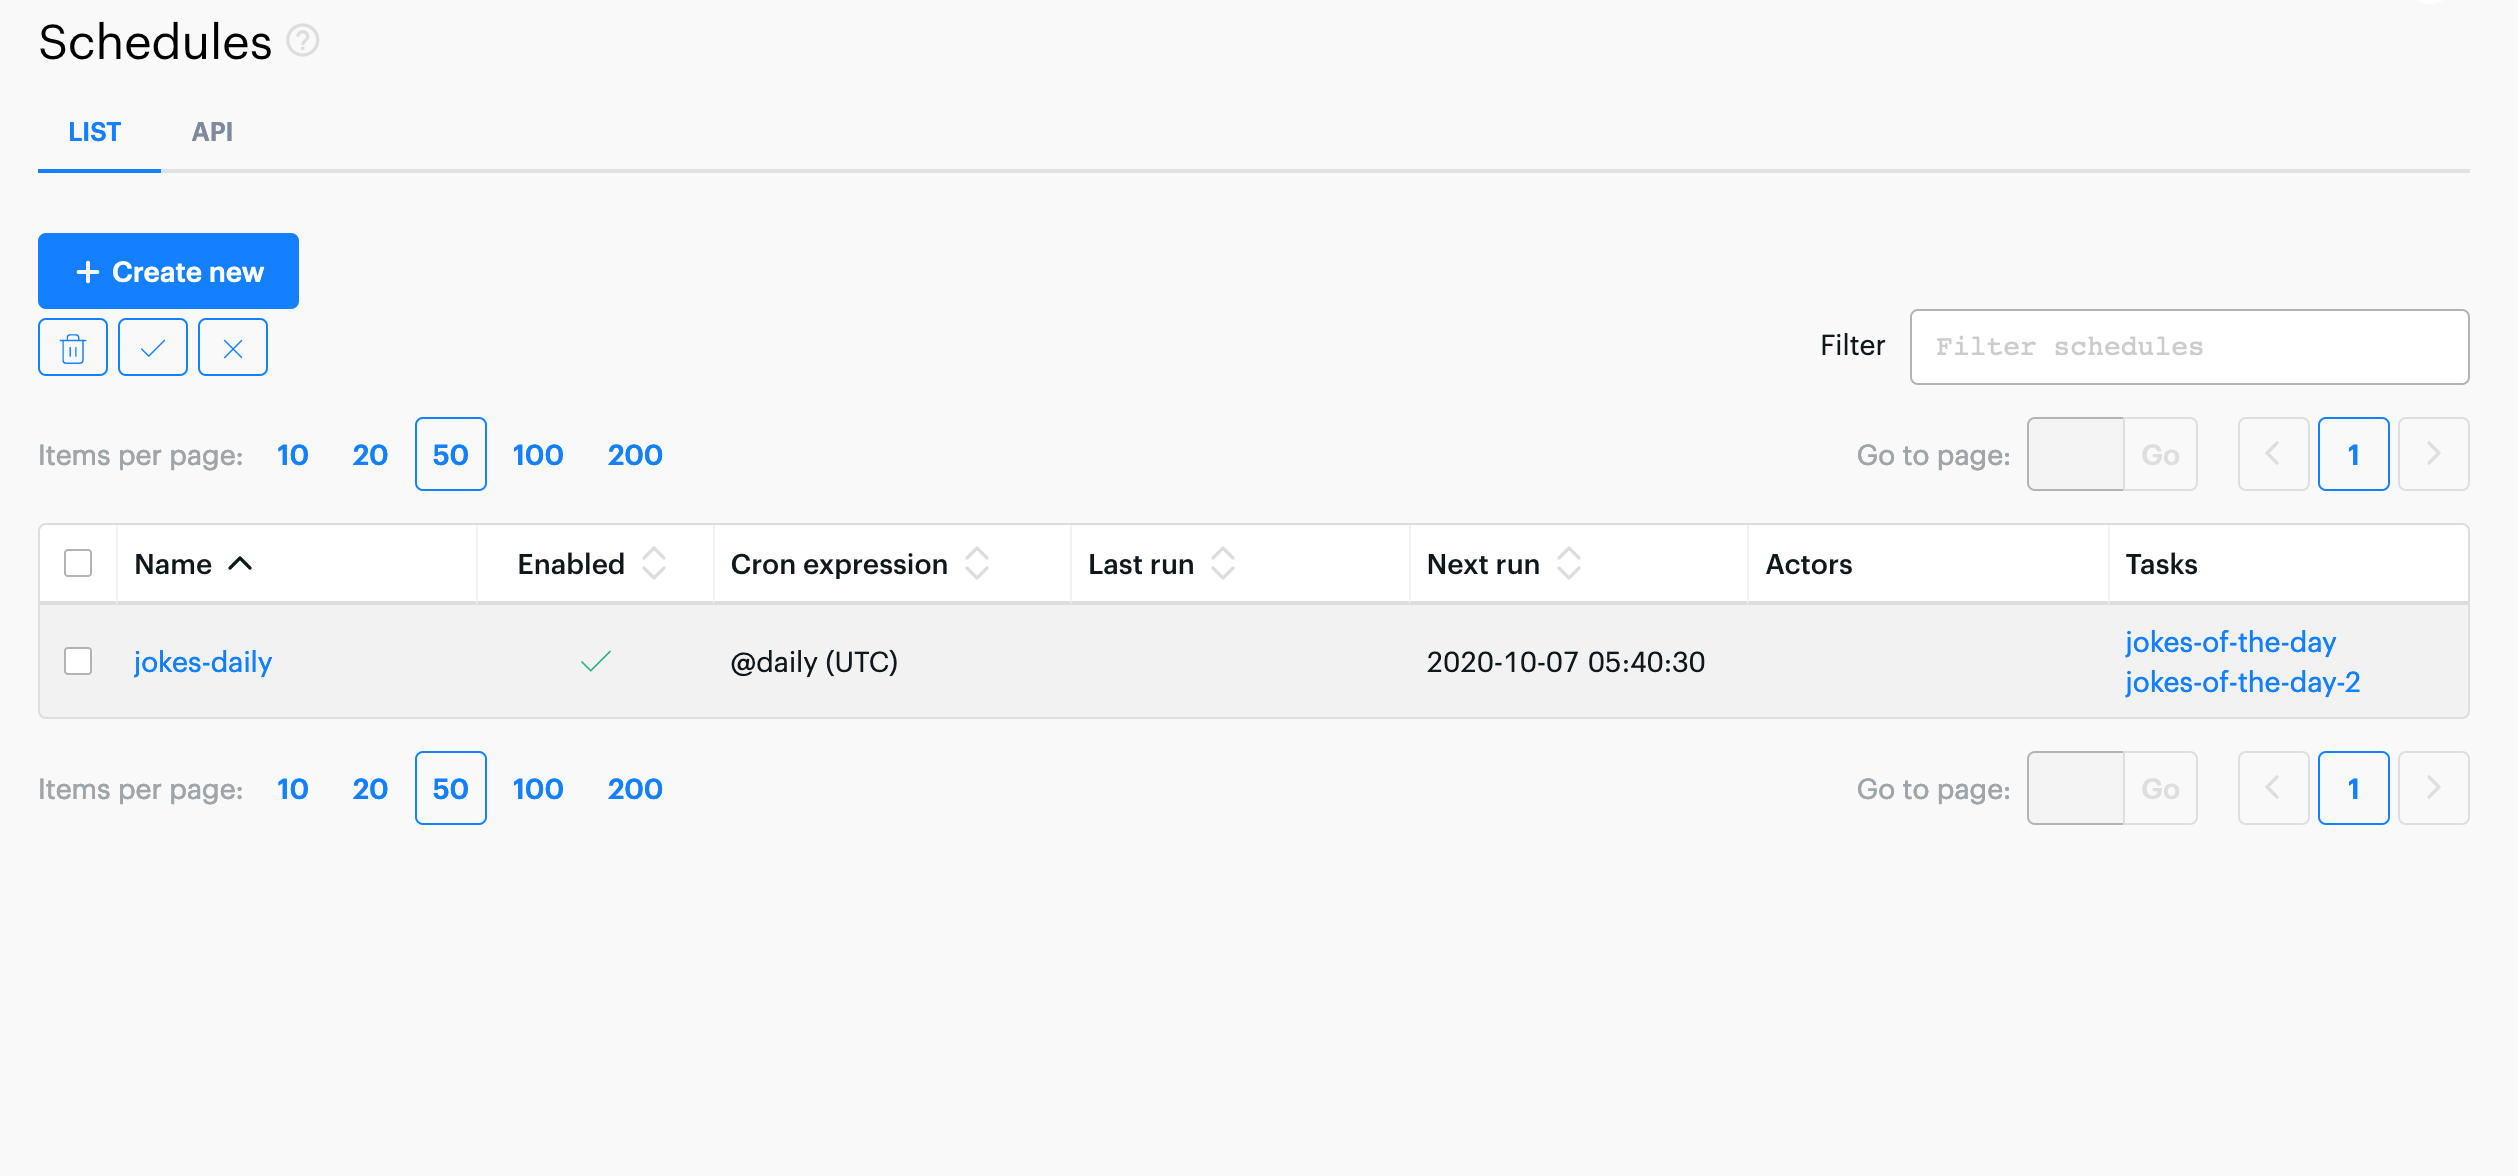 Schedules ?
LIST API
+ Create new
Filter Filter schedules
Items per page: 10 20 50 100 200 Go to page: Go 1
Name Enabled Cron expression Last run Next run Actors Tasks
jokes-daily @daily (UTC) 2020-10-07 05:40:30 jokes-of-the-day
jokes-of-the-day-2
Items per page: 10 20 50 100 200 Go to page: Go 1